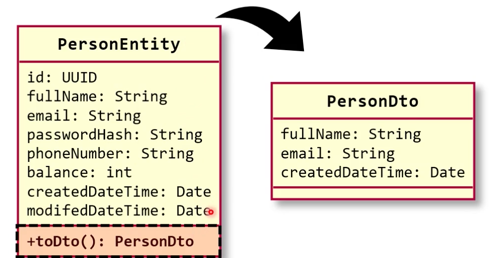 PersonEntity
id: UUID
fullName: String
email: String
passwordHash: String
phoneNumber: String
balance: int
createdDateTime: Date
modifedDateTime: Date
+toDto(): PersonDto
PersonDto
fullName: String
email: String
createdDateTime: Date